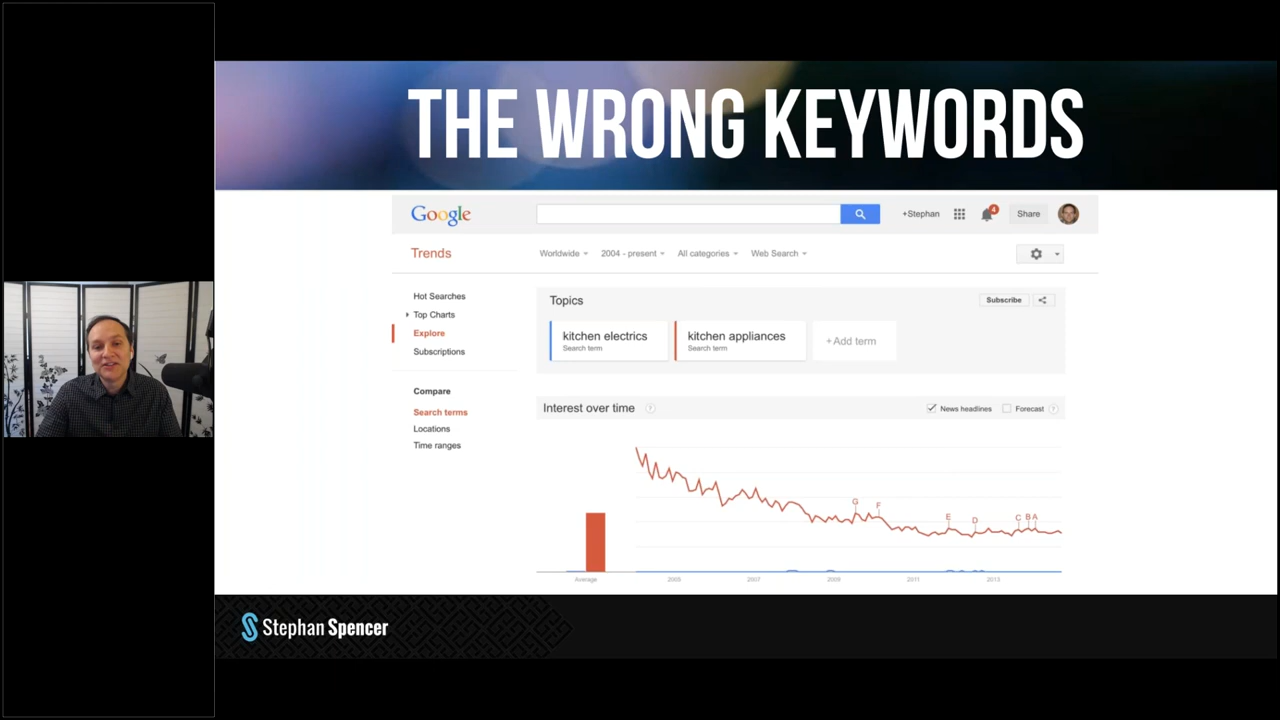 THE WRONG KEYWORDS
Google
+Stephan
4
Share
Trends
Worldwide
2004 - present
All categories
Web Search
Hot Searches
Top Charts
Explore
Subscriptions
Compare
Search terms
Locations
Time ranges
Topics
Subscribe
kitchen electrics
Search term
kitchen appliances
Search term
+Add term
Interest over time
?
News headlines
Forecast
?
G
F
E
D
C
B
A
Average
2005
2007
2009
2011
2013
Stephan Spencer